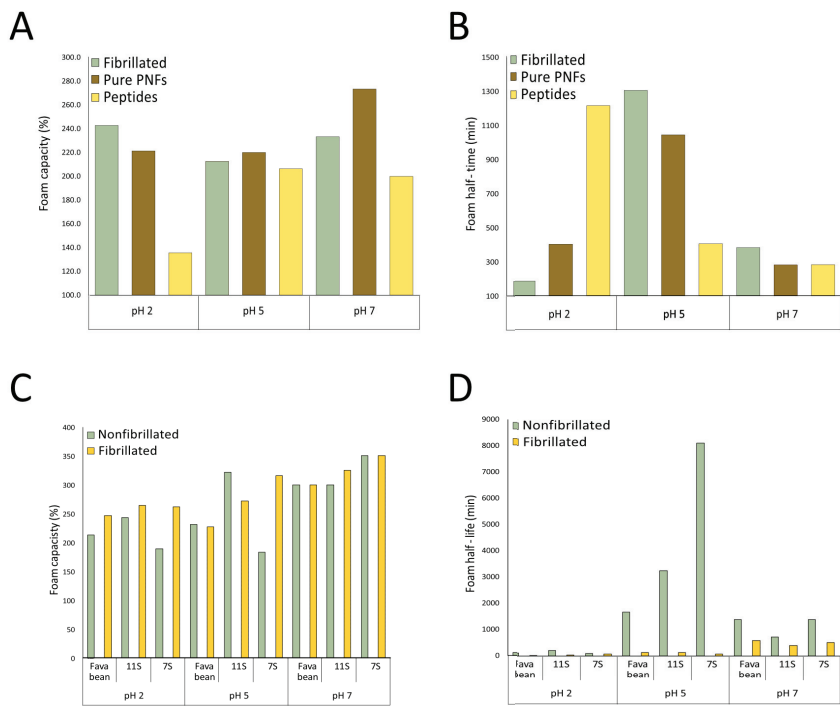 A
Foam capacity (%)
300.0
280.0
260.0
240.0
220.0
200.0
180.0
160.0
140.0
120.0
100.0
Fibrillated
Pure PNFs
Peptides
pH 2 pH 5 pH 7
B
Foam half - time (min)
1500
1300
1100
900
700
500
300
100
Fibrillated
Pure PNFs
Peptides
pH 2 pH 5 pH 7
C
Foam capacisty (%)
400
350
300
250
200
150
100
50
0
Nonfibrillated
Fibrillated
Fava bean 11S 7S Fava bean 11S 7S Fava bean 11S 7S
pH 2 pH 5 pH 7
D
Foam half - life (min)
9000
8000
7000
6000
5000
4000
3000
2000
1000
0
Nonfibrillated
Fibrillated
Fava bean 11S 7S Fava bean 11S 7S Fava bean 11S 7S
pH 2 pH 5 pH 7